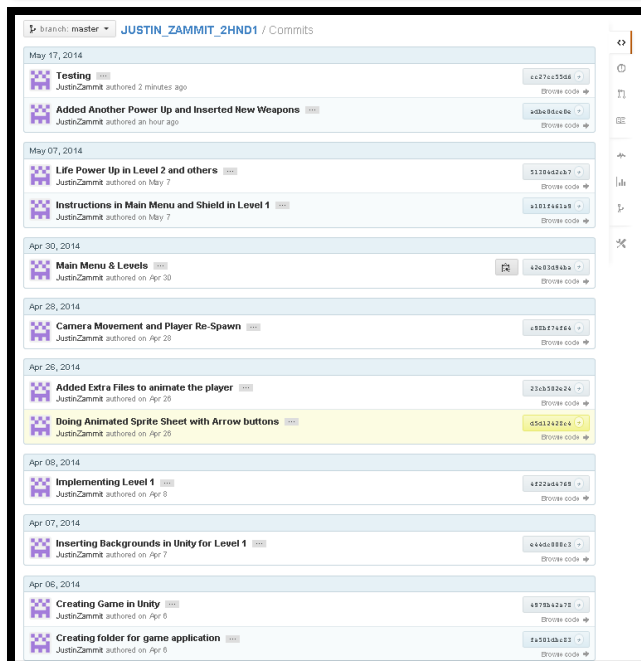 branch: master JUSTIN_ZAMMIT_2HND1 / Commits
May 17, 2014
Testing
cc27cc35d6
JustinZammit authored 2 minutes ago
Browse code
Added Another Power Up and Inserted New Weapons
JustinZammit authored an hour ago
Browse code
May 07, 2014
Life Power Up in Level 2 and others
JustinZammit authored on May 7
Browse code
Instructions in Main Menu and Shield in Level 1
JustinZammit authored on May 7
Browse code
Apr 30, 2014
Main Menu & Levels
JustinZammit authored on Apr 30
Browse code
Apr 28, 2014
Camera Movement and Player Re-Spawn
JustinZammit authored on Apr 28
Browse code
Apr 26, 2014
Added Extra Files to animate the player
23cb582e24
JustinZammit authored on Apr 26
Browse code
Doing Animated Sprite Sheet with Arrow buttons
d5d12428c4
JustinZammit authored on Apr 26
Browse code
Apr 08, 2014
Implementing Level 1
4f22ad4768
JustinZammit authored on Apr 8
Browse code
Apr 07, 2014
Inserting Backgrounds in Unity for Level 1
JustinZammit authored on Apr 7
Browse code
Apr 06, 2014
Creating Game in Unity
JustinZammit authored on Apr 6
Browse code
Creating folder for game application
JustinZammit authored on Apr 6
Browse code